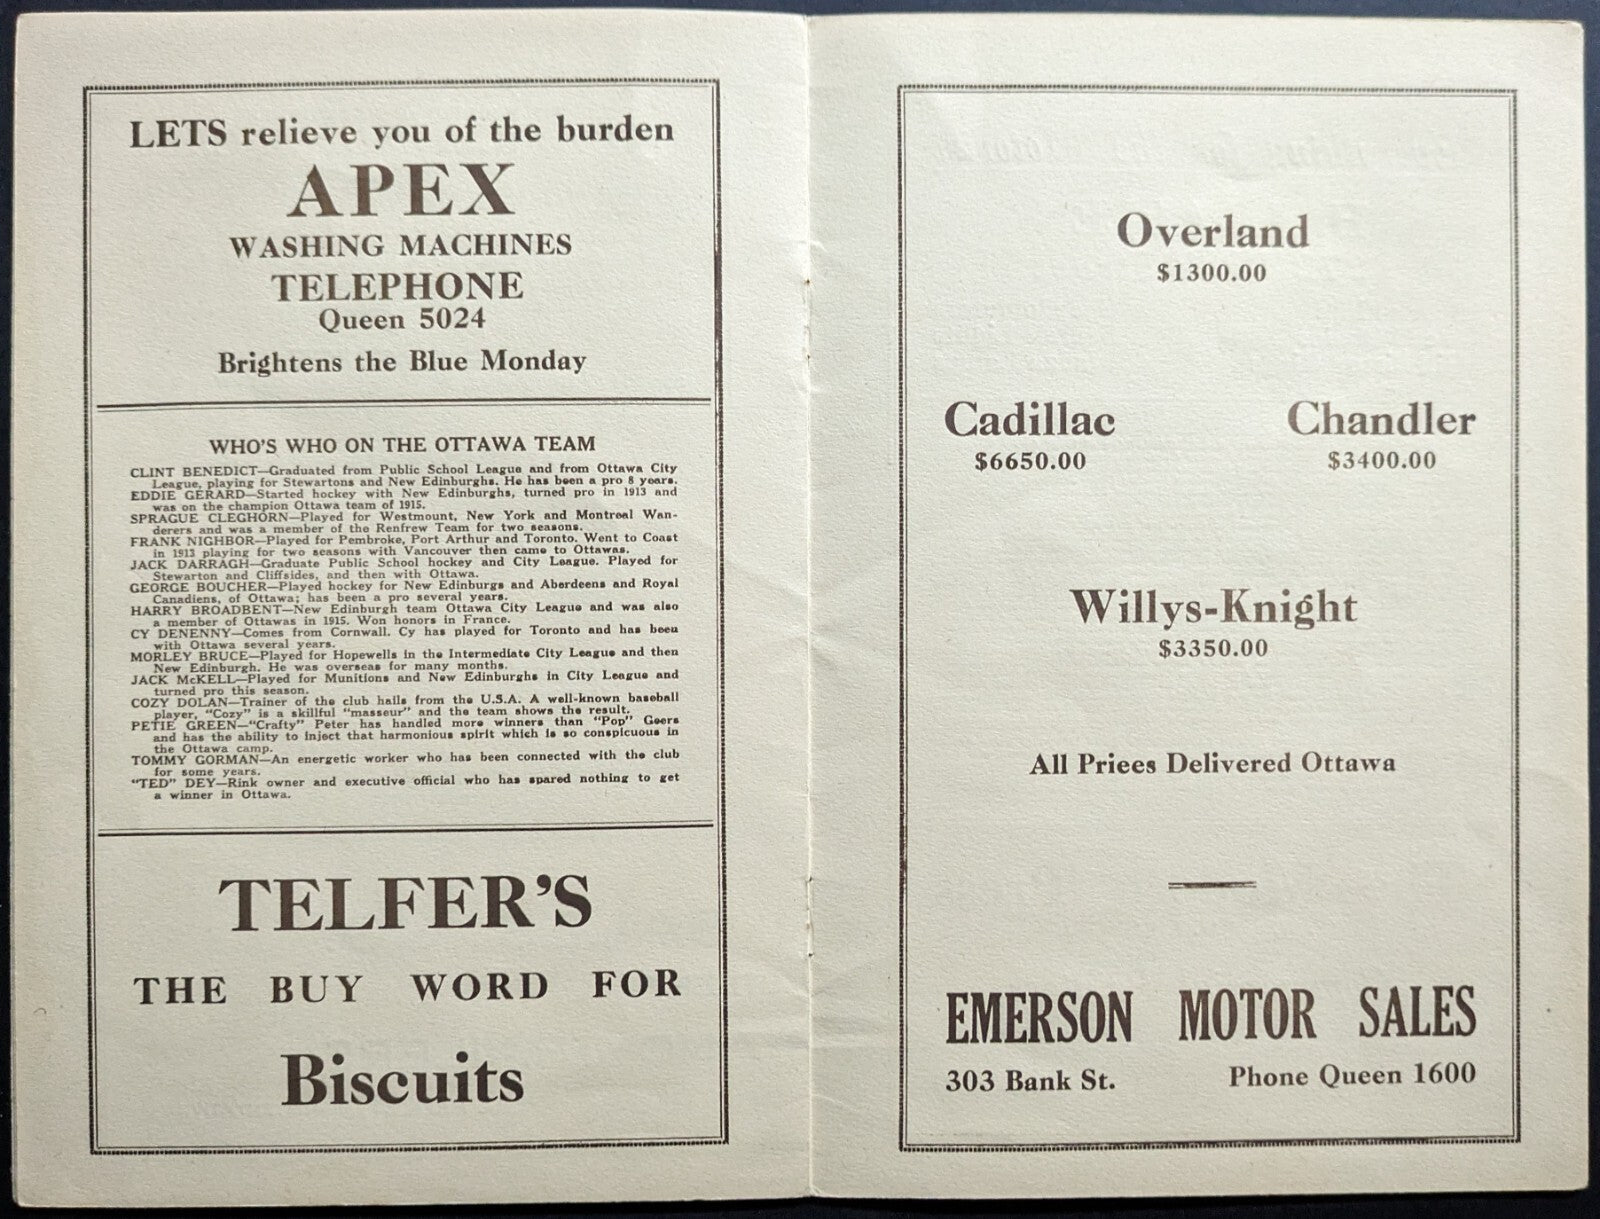 LETS relieve you of the burden
APEX
WASHING MACHINES
TELEPHONE
Queen 5024
Brightens the Blue Monday
WHO'S WHO ON THE OTTAWA TEAM
CLINT BENEDICT—Graduated from Public School League and from Ottawa City
League, playing for Stewartons and New Edinburghs. He has been a pro 8 years.
EDDIE GERARD—Started hockey with New Edinburghs, turned pro in 1913 and
was on the champion Ottawa team of 1915.
SPRAGUE CLEGHORN—Played for Westmount, New York and Montreal Wan-
derers and was a member of the Renfrew Team for two seasons.
FRANK NIGHBOR—Played for Pembroke, Port Arthur and Toronto. Went to Coast
in 1913 playing for two seasons with Vancouver then came to Ottawas.
JACK DARRAGH—Graduate Public School hockey and City League. Played for
Stewarton and Cliffsides, and then with Ottawa.
GEORGE BOUCHER—Played hockey for New Edinburgs and Aberdeens and Royal
Canadiens, of Ottawa; has been a pro several years.
HARRY BROADBENT—New Edinburgh team Ottawa City League and was also
a member of Ottawas in 1915. Won honors in France.
CY DENENNY—Comes from Cornwall. Cy has played for Toronto and has been
with Ottawa several years.
MORLEY BRUCE—Played for Hopewells in the Intermediate City League and then
New Edinburgh. He was overseas for many months.
JACK McKELL—Played for Munitions and New Edinburghs in City League and
turned pro this season.
COZY DOLAN—Trainer of the club hails from the U.S.A. A well-known baseball
player, "Cozy" is a skillful "masseur" and the team shows the result.
PETIE GREEN—"Crafty" Peter has handled more winners than "Pop" Geers
and has the ability to inject that harmonious spirit which is so conspicuous in
the Ottawa camp.
TOMMY GORMAN—An energetic worker who has been connected with the club
for some years.
"TED" DEY—Rink owner and executive official who has spared nothing to get
a winner in Ottawa.
TELFER'S
THE BUY WORD FOR
Biscuits
Overland
$1300.00
Cadillac Chandler
$6650.00 $3400.00
Willys-Knight
$3350.00
All Priees Delivered Ottawa
EMERSON MOTOR SALES
303 Bank St. Phone Queen 1600